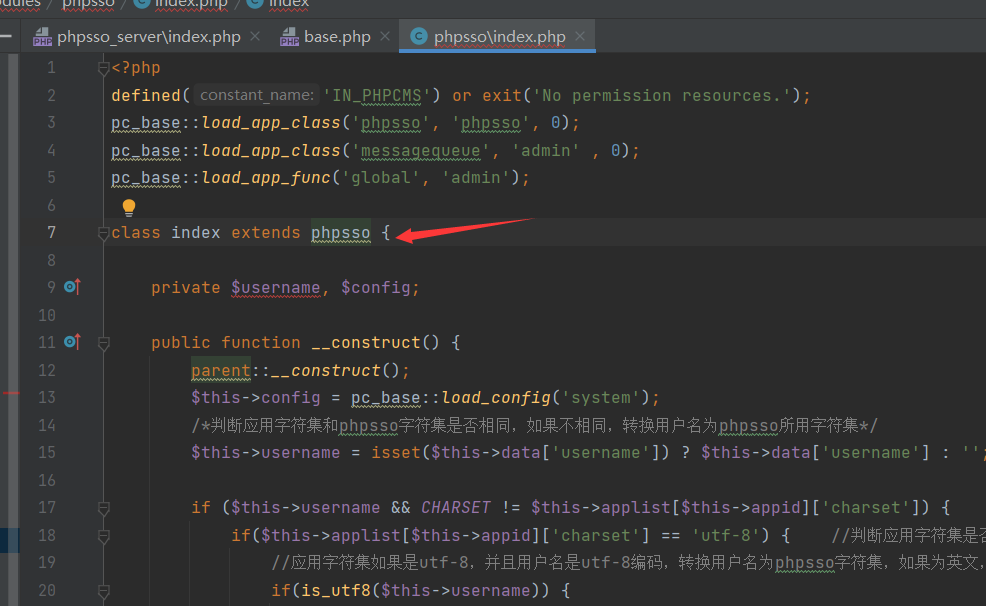 dules / phpsso / index.php / index
phpsso_server\index.php base.php phpsso\index.php
1 <?php
2 defined( constant_name: 'IN_PHPCMS') or exit('No permission resources.');
3 pc_base::load_app_class('phpsso', 'phpsso', 0);
4 pc_base::load_app_class('messagequeue', 'admin' , 0);
5 pc_base::load_app_func('global', 'admin');
6
7 class index extends phpsso {
8
9 private $username, $config;
10
11 public function __construct() {
12 parent::__construct();
13 $this->config = pc_base::load_config('system');
14 /*判断应用字符集和phpsso字符集是否相同，如果不相同，转换用户名为phpsso所用字符集*/
15 $this->username = isset($this->data['username']) ? $this->data['username'] : '';
16
17 if ($this->username && CHARSET != $this->applist[$this->appid]['charset']) {
18 if($this->applist[$this->appid]['charset'] == 'utf-8') { //判断应用字符集是
19 //应用字符集如果是utf-8，并且用户名是utf-8编码，转换用户名为phpsso字符集，如果为英文，
20 if(is_utf8($this->username)) {